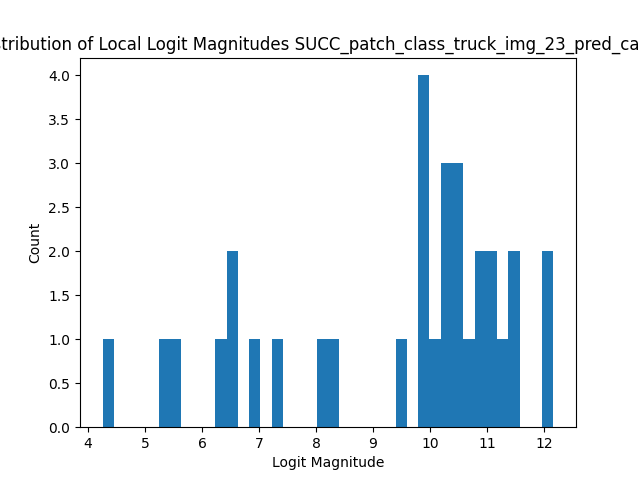 tribution of Local Logit Magnitudes SUCC_patch_class_truck_img_23_pred_ca
4.0
3.5
3.0
2.5
2.0
1.5
1.0
0.5
0.0
Count
4 5 6 7 8 9 10 11 12
Logit Magnitude